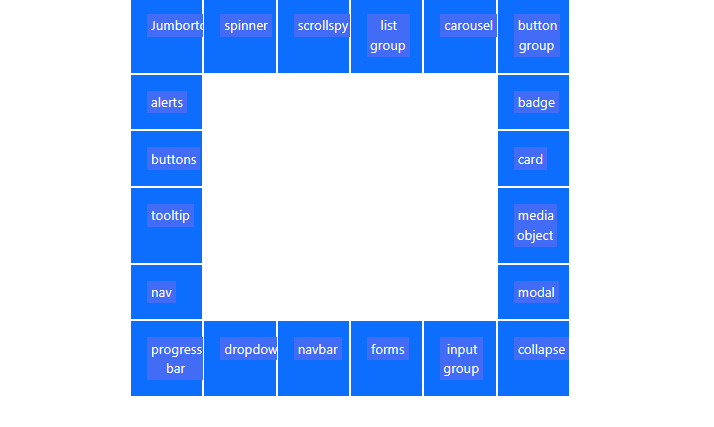 Jumbortc
spinner
scrollspy
list
group
carousel
button
group
alerts
badge
buttons
card
tooltip
media
object
nav
modal
progress
bar
dropdow
navbar
forms
input
group
collapse